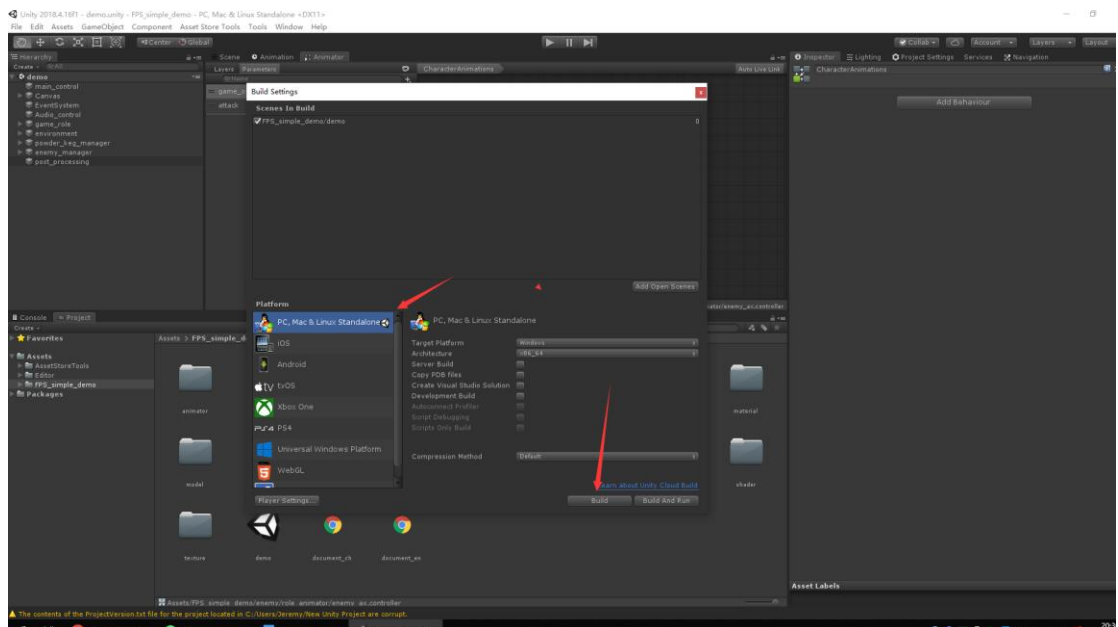 Unity 2018.4.16f1 - demo.unity - FPS_simple_demo - PC, Mac & Linux Standalone <DX11>
File Edit Assets GameObject Component Asset Store Tools Tools Window Help
Center Global
Collab Account Layers Layout
Hierarchy
Scene Animation Animator
Inspector Lighting Project Settings Services Navigation
Create
Layers Parameters
CharacterAnimations
Auto Live Link
CharacterAnimations
demo
main_control
Canvas
EventSystem
Audio_control
game_role
environment
powder_keg_manager
enemy_manager
post_processing
attack
Add Behaviour
Build Settings
Scenes In Build
FPS_simple_demo/demo 0
Add Open Scenes
Platform
PC, Mac & Linux Standalone
iOS
Android
tvOS
Xbox One
PS4
Universal Windows Platform
WebGL
PC, Mac & Linux Standalone
Target Platform Windows
Architecture x86_64
Server Build
Copy PDB files
Create Visual Studio Solution
Development Build
Autoconnect Profiler
Script Debugging
Scripts Only Build
Compression Method Default
Learn about Unity Cloud Build
Player Settings...
Build Build And Run
Console Project
Create
Favorites
Assets
AssetStoreTools
Editor
FPS_simple_demo
Packages
Assets > FPS_simple_d
animator
material
modal
shader
texture
demo
document_ch
document_en
Asset Labels
Assets/FPS_simple_demo/enemy/role_animator/enemy_ac.controller
The contents of the ProjectVersion.txt file for the project located in C:/Users/Jeremy/New Unity Project are corrupt.